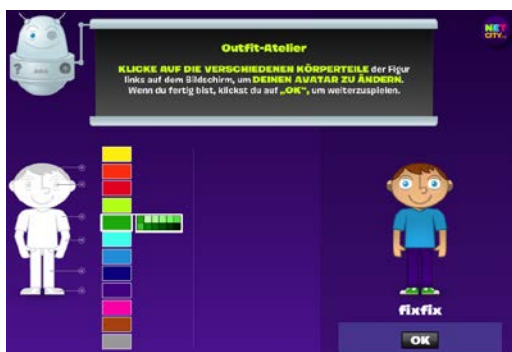 NET
CITY
Outfit-Atelier
KLICKE AUF DIE VERSCHIEDENEN KÖRPERTEILE der Figur
links auf dem Bildschirm, um DEINEN AVATAR ZU ÄNDERN.
Wenn du fertig bist, klickst du auf „OK“, um weiterzuspielen.
fixfix
OK